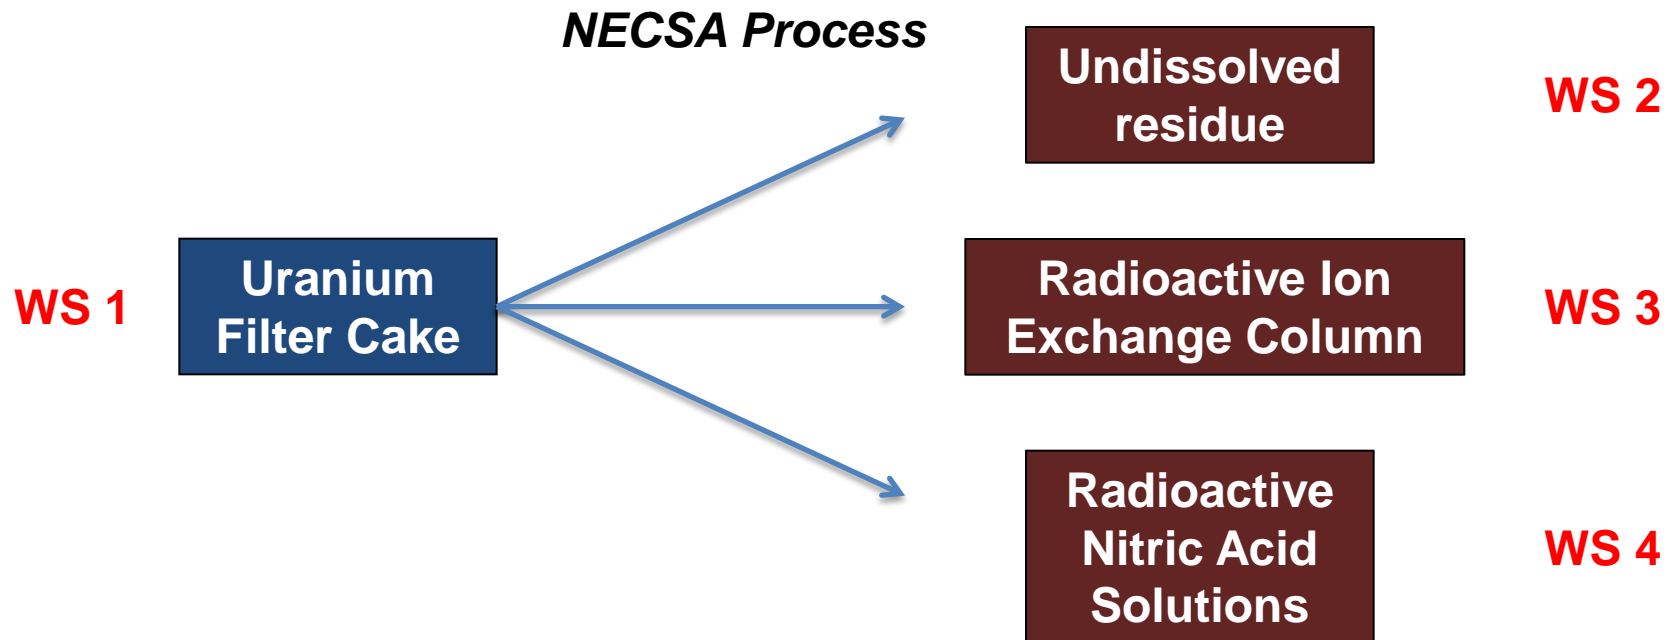 NECSA Process
Undissolved
residue
WS 2
WS 1
Uranium
Filter Cake
Radioactive Ion
Exchange Column
WS 3
Radioactive
Nitric Acid
Solutions
WS 4